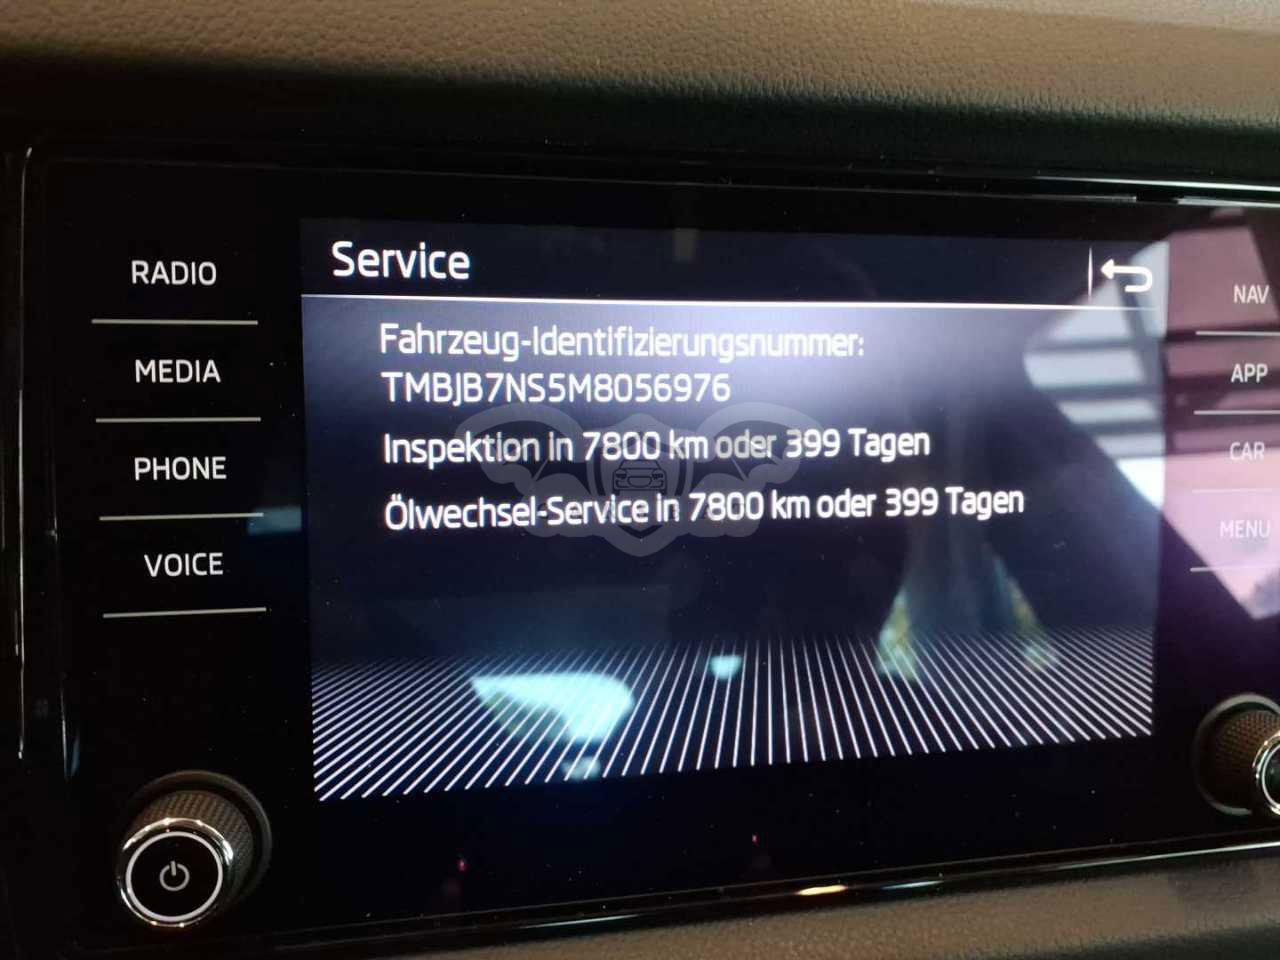 Service
RADIO
MEDIA
PHONE
VOICE
Fahrzeug-Identifizierungsnummer:
TMBJB7NS5M8056976
Inspektion in 7800 km oder 399 Tagen
Ölwechsel-Service in 7800 km oder 399 Tagen
NAV
APP
CAR
MENU